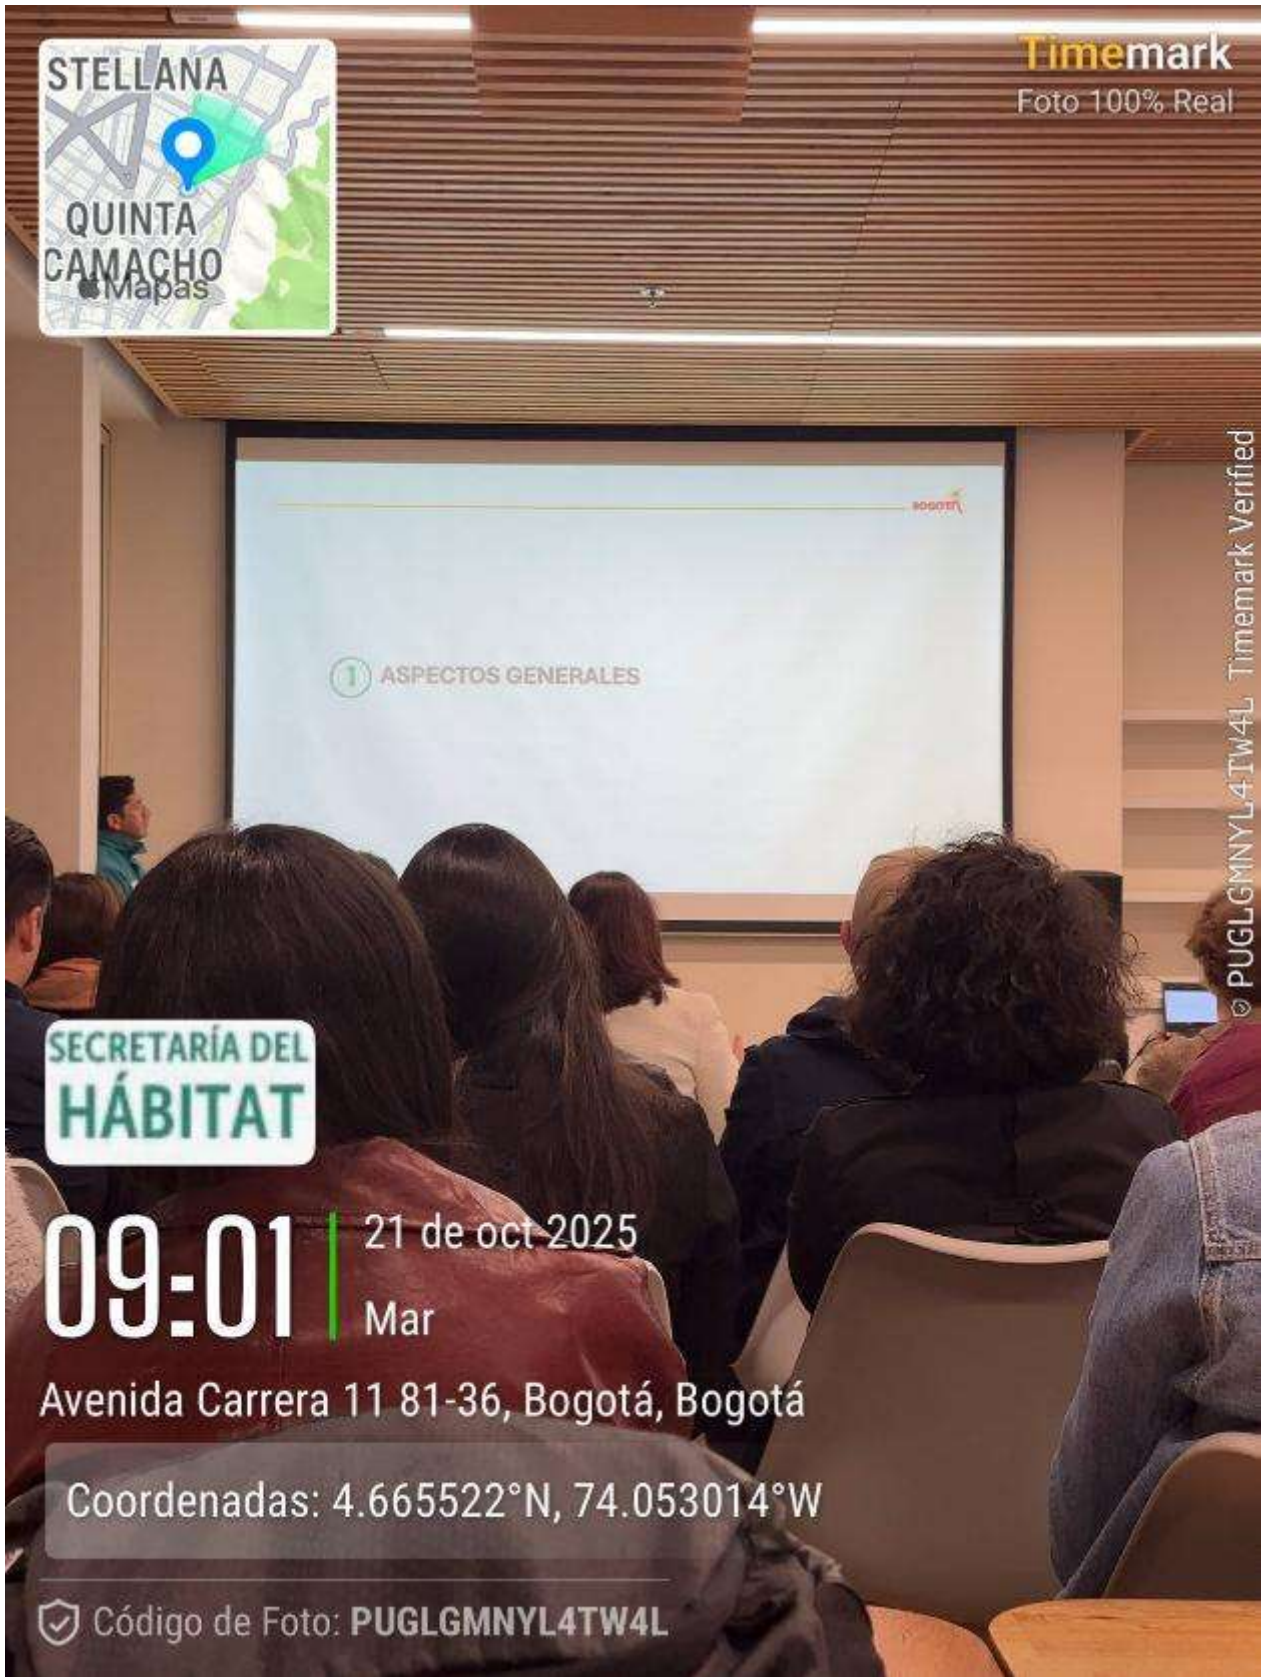 STELLANA
QUINTA
CAMACHO
Mapas
Timemark
Foto 100% Real
BOGOTÁ
1 ASPECTOS GENERALES
PUGLGMNYL4TW4L Timemark Verified
SECRETARÍA DEL
HÁBITAT
09:01
21 de oct 2025
Mar
Avenida Carrera 11 81-36, Bogotá, Bogotá
Coordenadas: 4.665522°N, 74.053014°W
Código de Foto: PUGLGMNYL4TW4L